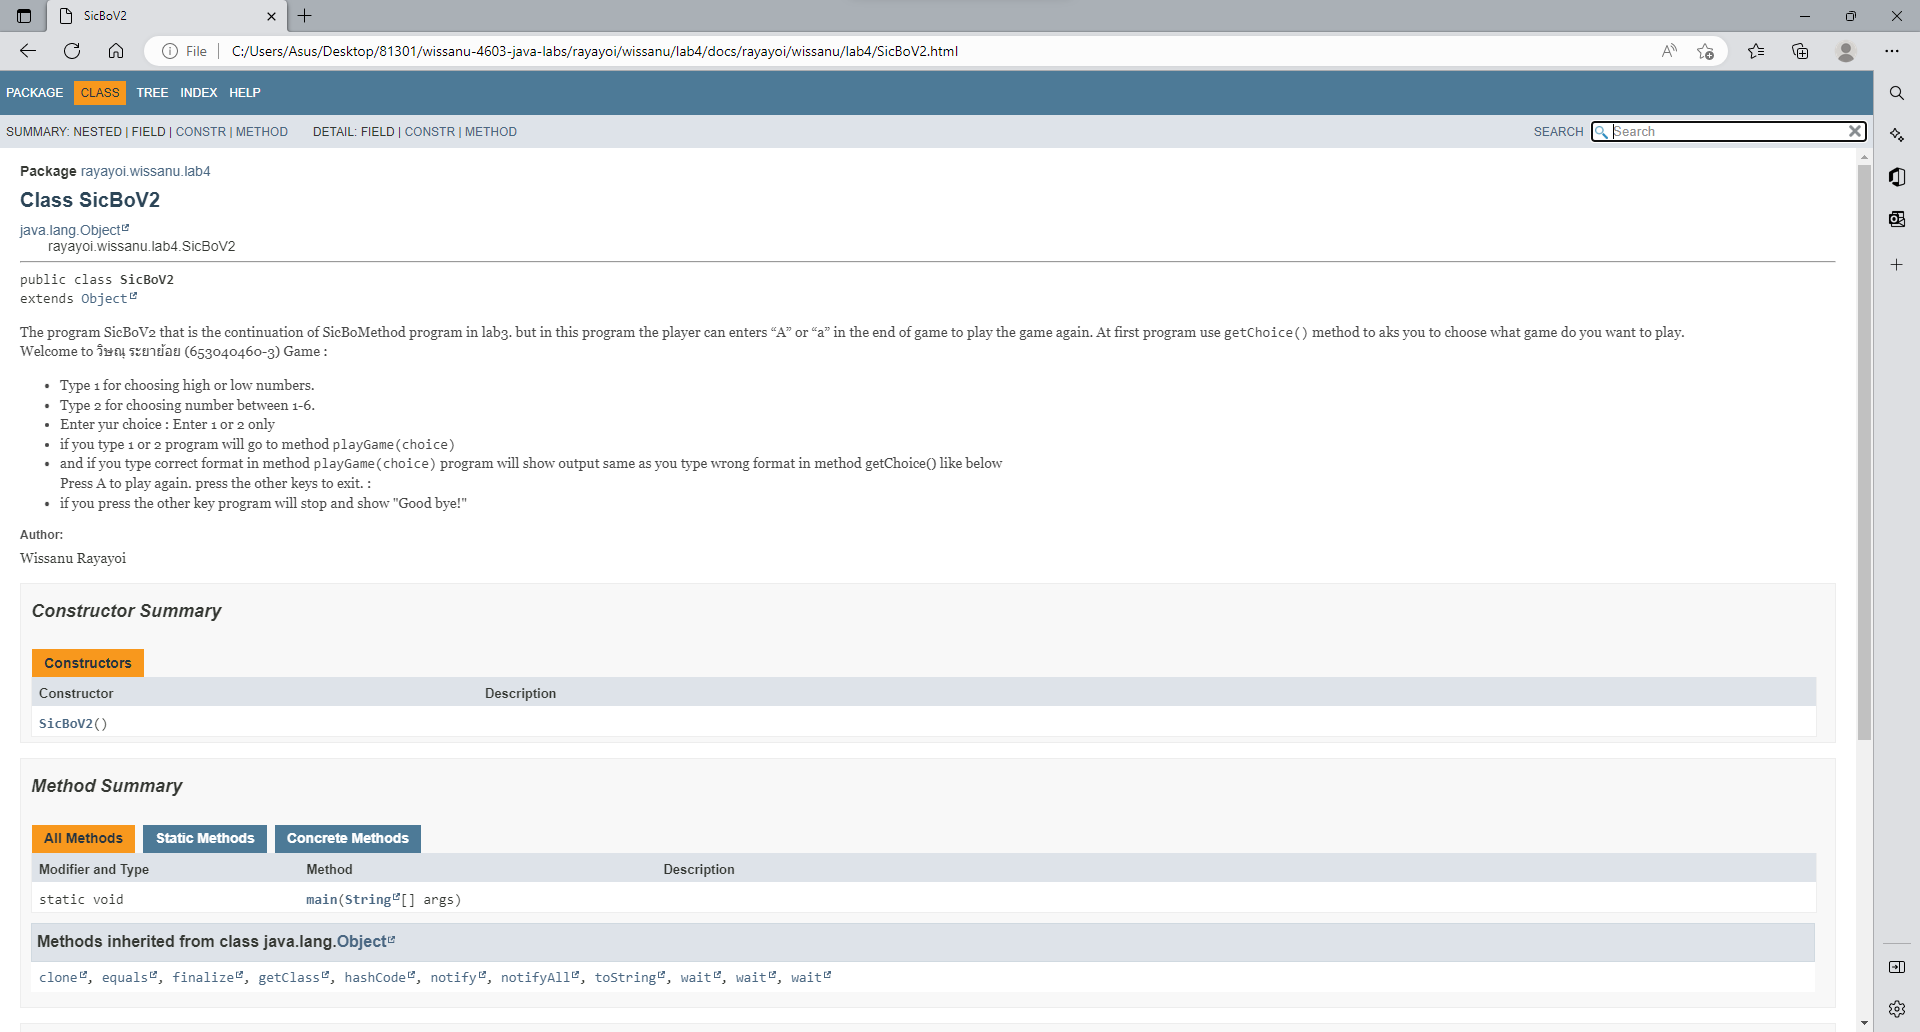 SicBoV2
File
C:/Users/Asus/Desktop/81301/wissanu-4603-java-labs/rayayoi/wissanu/lab4/docs/rayayoi/wissanu/lab4/SicBoV2.html
PACKAGE CLASS TREE INDEX HELP
SUMMARY: NESTED | FIELD | CONSTR | METHOD DETAIL: FIELD | CONSTR | METHOD SEARCH Search
Package rayayoi.wissanu.lab4
Class SicBoV2
java.lang.Object
rayayoi.wissanu.lab4.SicBoV2
public class SicBoV2
extends Object
The program SicBoV2 that is the continuation of SicBoMethod program in lab3. but in this program the player can enters “A” or “a” in the end of game to play the game again. At first program use getChoice() method to aks you to choose what game do you want to play.
Welcome to วิษณุ ระยาย้อย (653040460-3) Game :
• Type 1 for choosing high or low numbers.
• Type 2 for choosing number between 1-6.
• Enter yur choice : Enter 1 or 2 only
• if you type 1 or 2 program will go to method playGame(choice)
• and if you type correct format in method playGame(choice) program will show output same as you type wrong format in method getChoice() like below
Press A to play again. press the other keys to exit. :
• if you press the other key program will stop and show "Good bye!"
Author:
Wissanu Rayayoi
Constructor Summary
Constructors
Constructor Description
SicBoV2()
Method Summary
All Methods Static Methods Concrete Methods
Modifier and Type Method Description
static void main(String[] args)
Methods inherited from class java.lang.Object
clone, equals, finalize, getClass, hashCode, notify, notifyAll, toString, wait, wait, wait